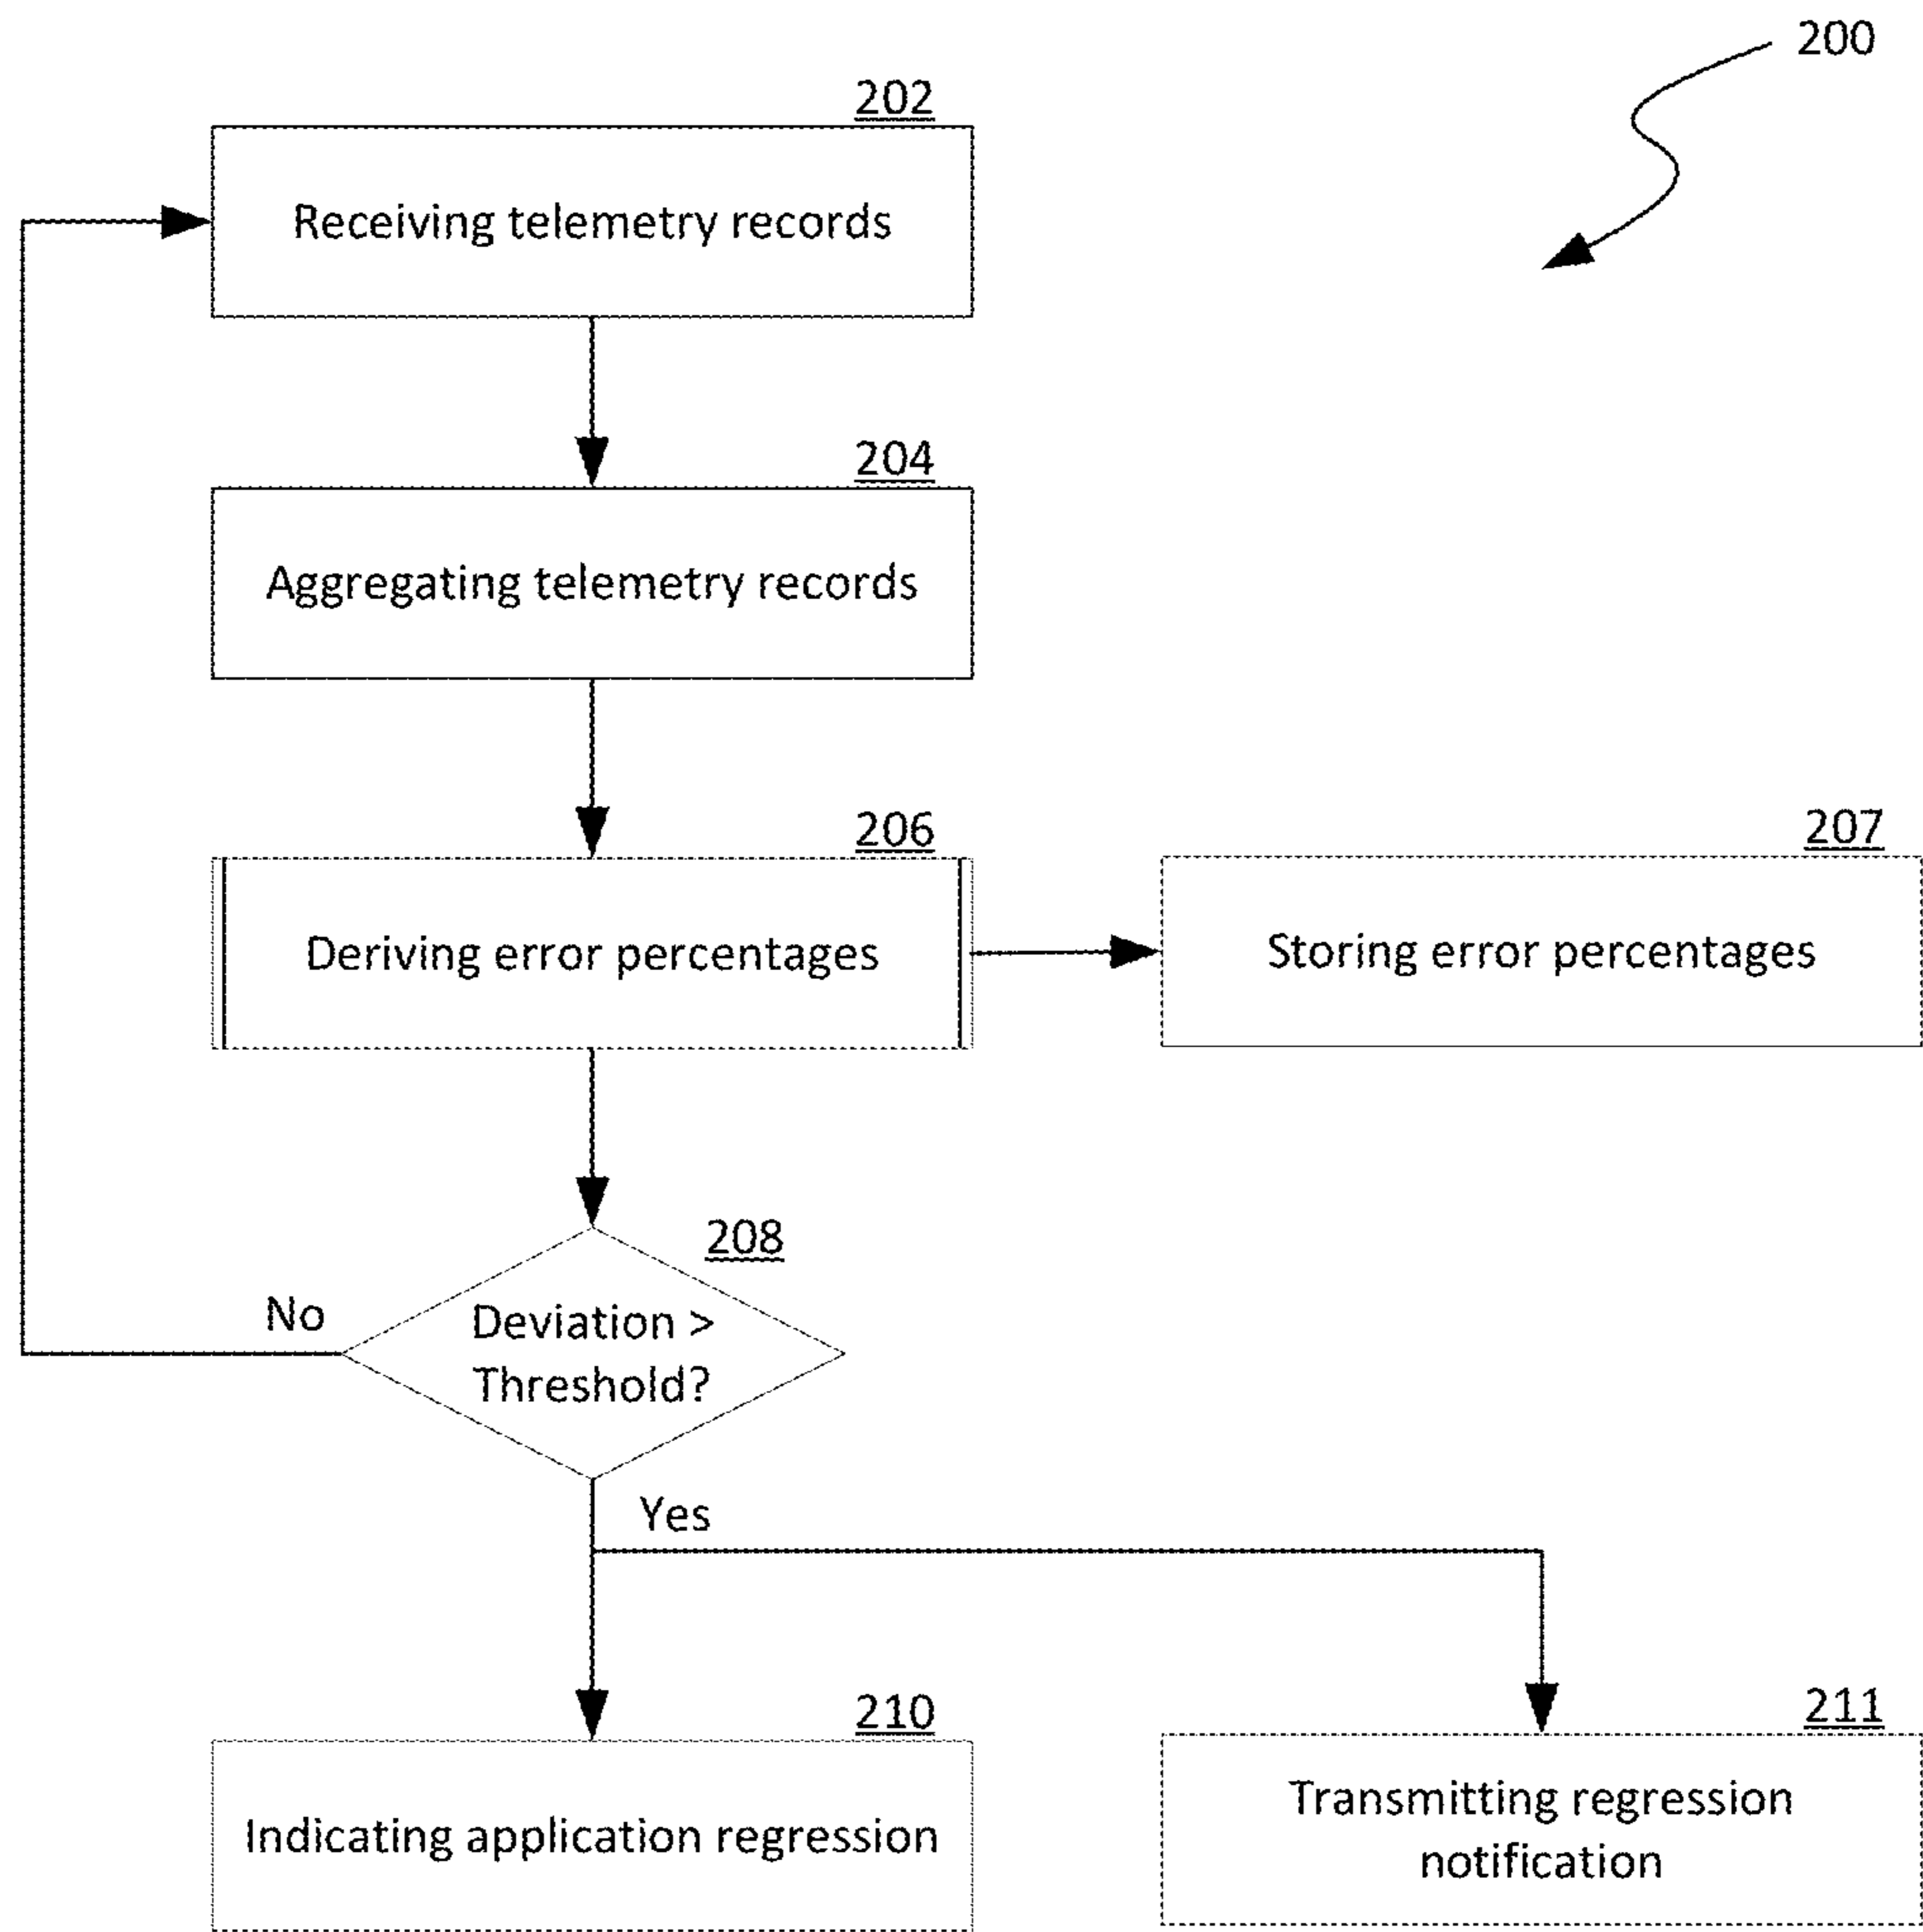 200
202
Receiving telemetry records
204
Aggregating telemetry records
206
Deriving error percentages
207
Storing error percentages
208
Deviation >
Threshold?
No
Yes
210
Indicating application regression
211
Transmitting regression
notification